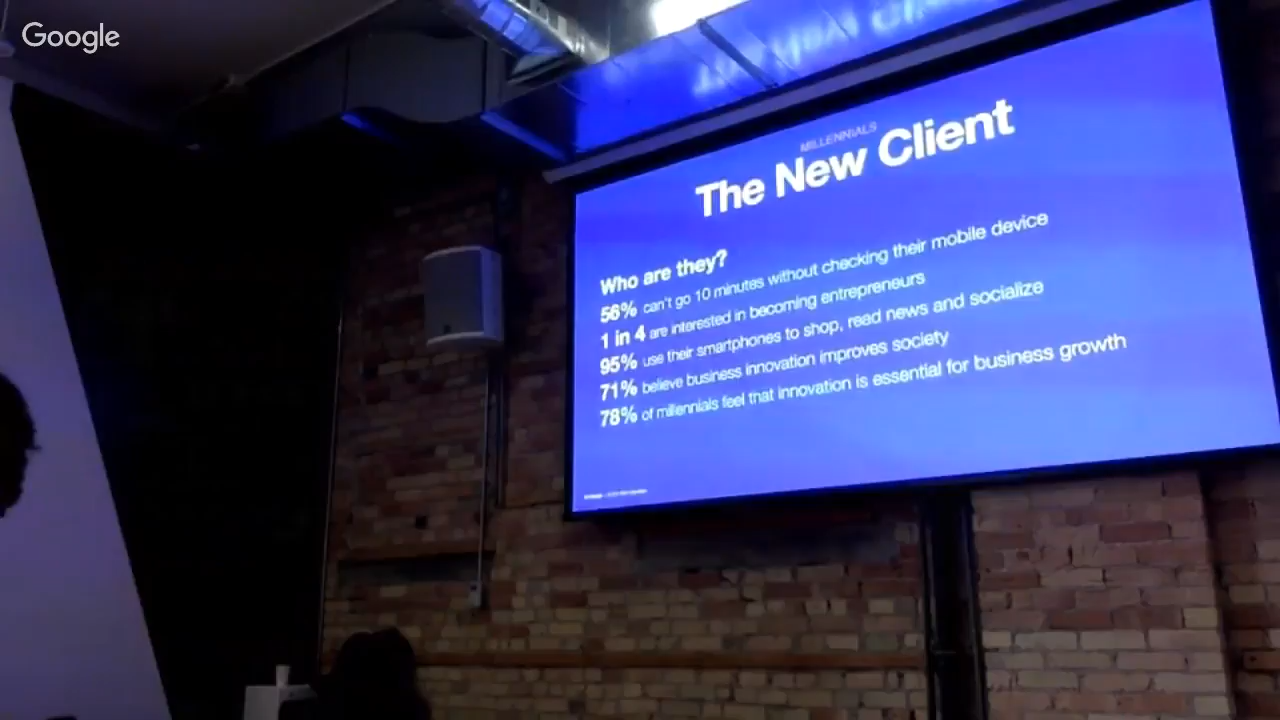 Google
MILLENNIALS
The New Client
Who are they?
56% can't go 10 minutes without checking their mobile device
1 in 4 are interested in becoming entrepreneurs
95% use their smartphones to shop, read news and socialize
71% believe business innovation improves society
78% of millennials feel that innovation is essential for business growth